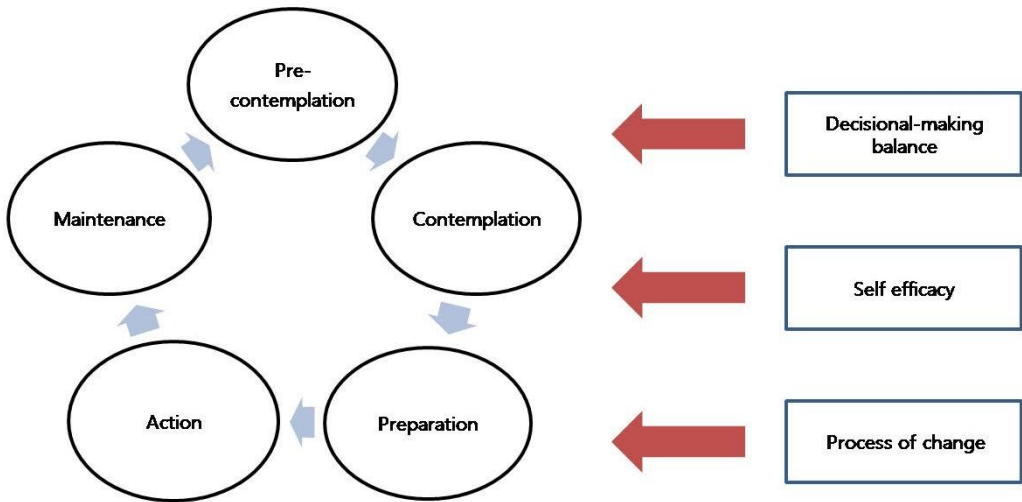 Pre-
contemplation
Decisional-making
balance
Maintenance
Contemplation
Self efficacy
Action
Preparation
Process of change